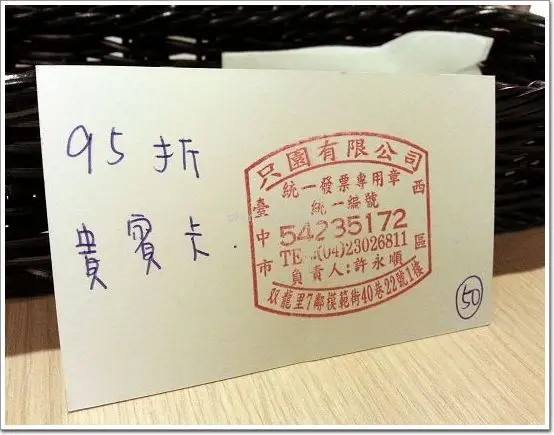 95折
貴賓卡
只園有限公司
統一發票專用章
統一編號
臺中市 西區
54235172
TEL:(04)23026811
負責人:許永順
双龍里7鄰模範街40巷22號1樓
50